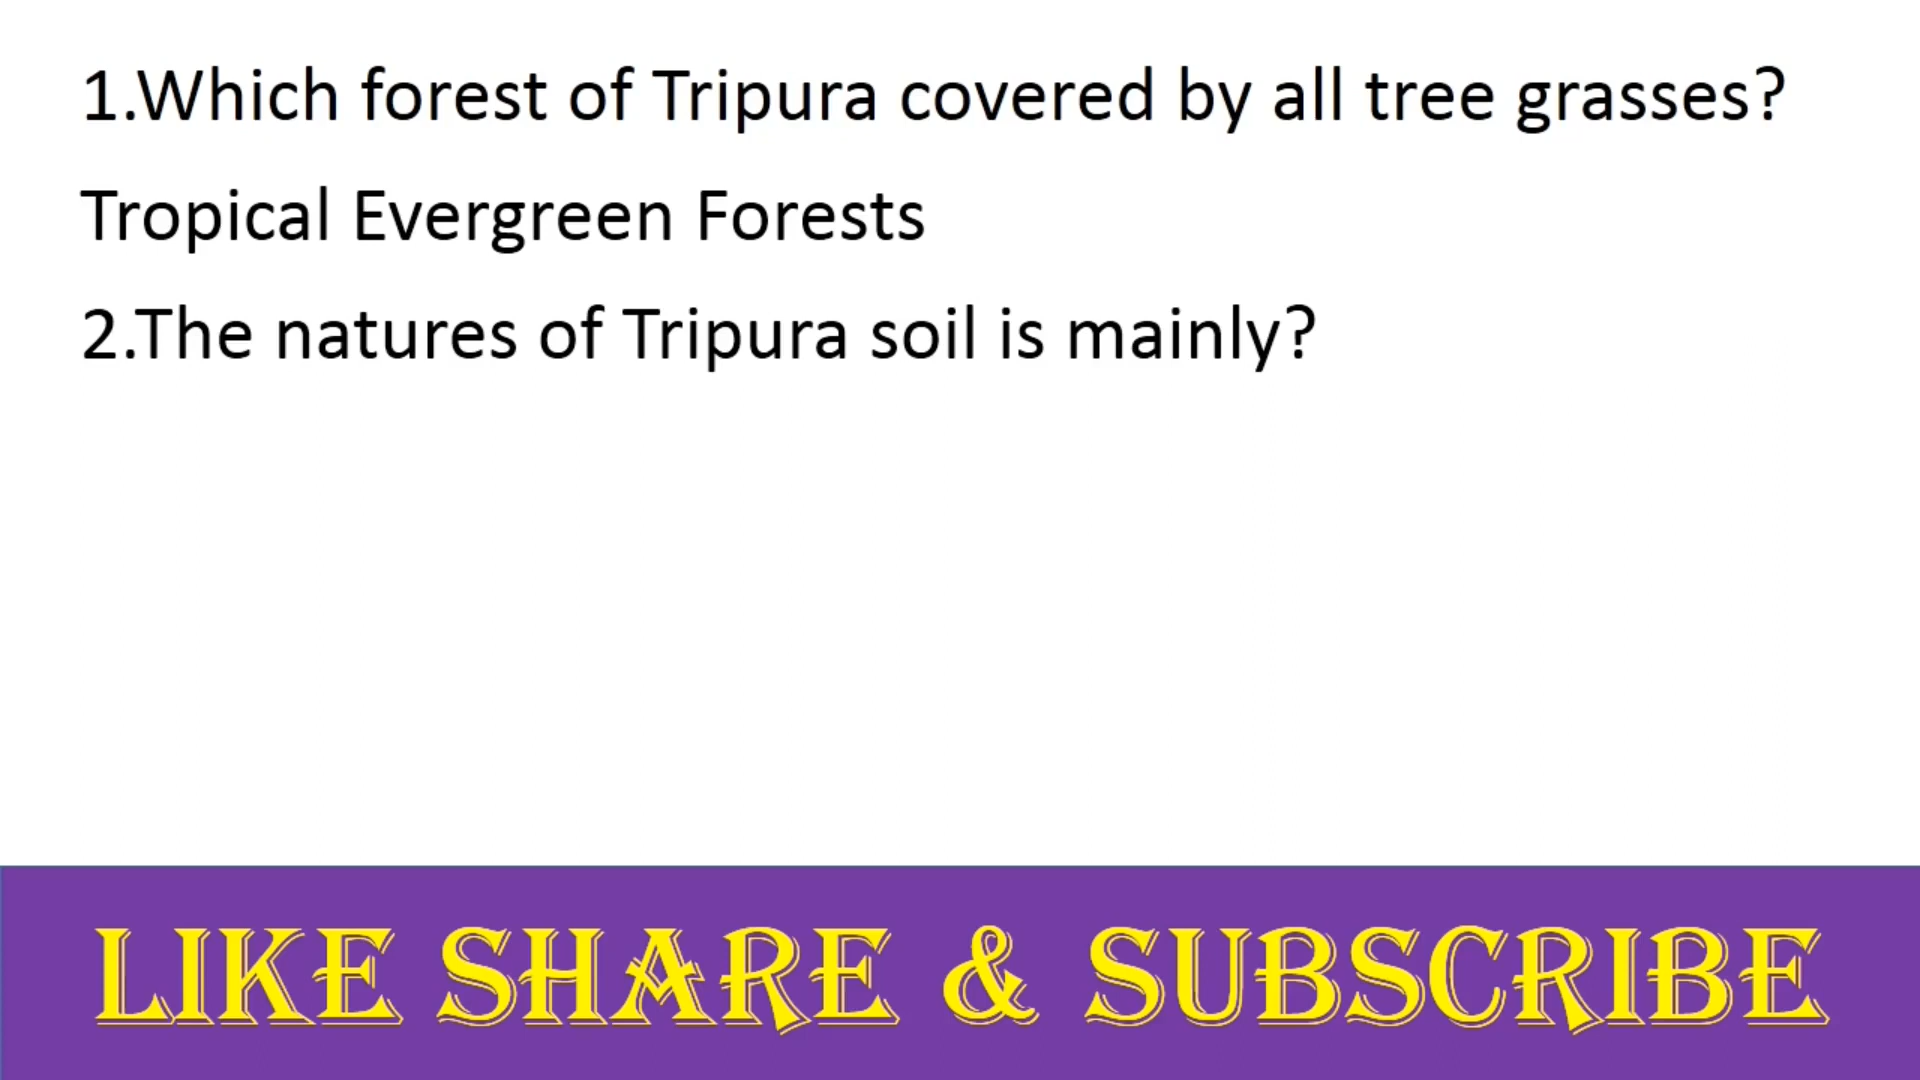 1.Which forest of Tripura covered by all tree grasses?
Tropical Evergreen Forests
2.The natures of Tripura soil is mainly?
LIKE SHARE & SUBSCRIBE